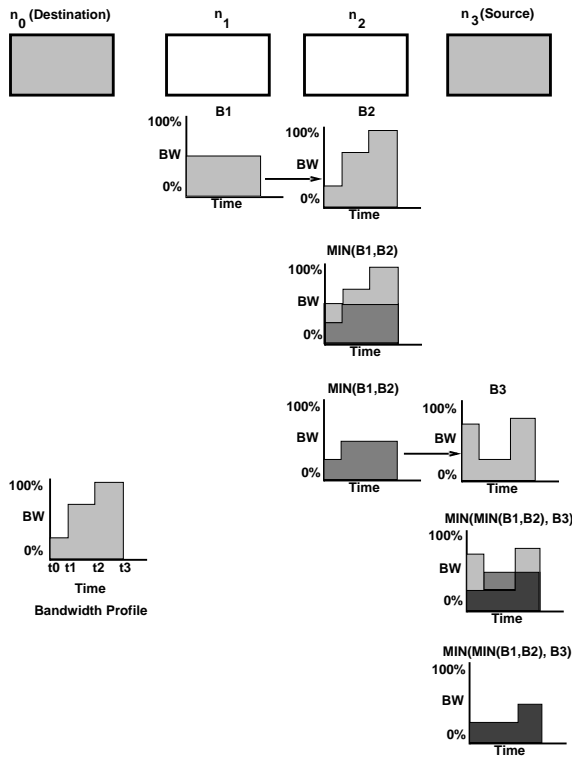 n0 (Destination)
n1
n2
n3 (Source)
B1
100%
BW
0%
Time
B2
100%
BW
0%
Time
MIN(B1,B2)
100%
BW
0%
Time
MIN(B1,B2)
100%
BW
0%
Time
B3
100%
BW
0%
Time
100%
BW
0%
t0 t1 t2 t3
Time
Bandwidth Profile
MIN(MIN(B1,B2), B3)
100%
BW
0%
Time
MIN(MIN(B1,B2), B3)
100%
BW
0%
Time